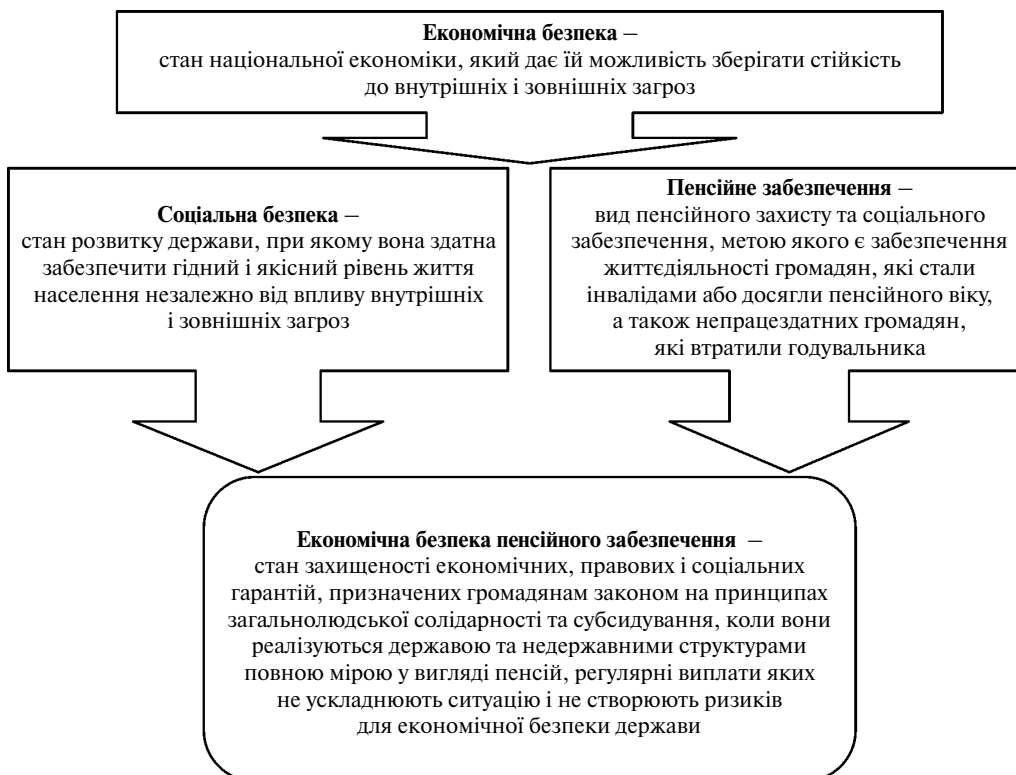 Економічна безпека –
стан національної економіки, який дає їй можливість зберігати стійкість
до внутрішніх і зовнішніх загроз
Соціальна безпека –
стан розвитку держави, при якому вона здатна
забезпечити гідний і якісний рівень життя
населення незалежно від впливу внутрішніх
і зовнішніх загроз
Пенсійне забезпечення –
вид пенсійного захисту та соціального
забезпечення, метою якого є забезпечення
життєдіяльності громадян, які стали
інвалідами або досягли пенсійного віку,
а також непрацездатних громадян,
які втратили годувальника
Економічна безпека пенсійного забезпечення –
стан захищеності економічних, правових і соціальних
гарантій, призначених громадянам законом на принципах
загальнолюдської солідарності та субсидування, коли вони
реалізуються державою та недержавними структурами
повною мірою у вигляді пенсій, регулярні виплати яких
не ускладнюють ситуацію і не створюють ризиків
для економічної безпеки держави